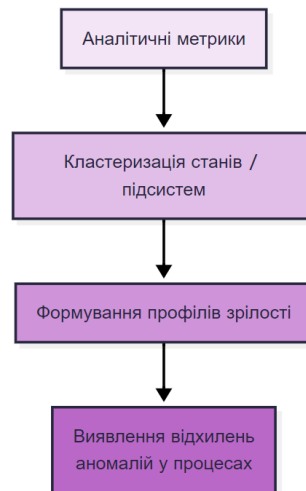 Аналітичні метрики
Кластеризація станів /
підсистем
Формування профілів зрілості
Виявлення відхилень
аномалій у процесах